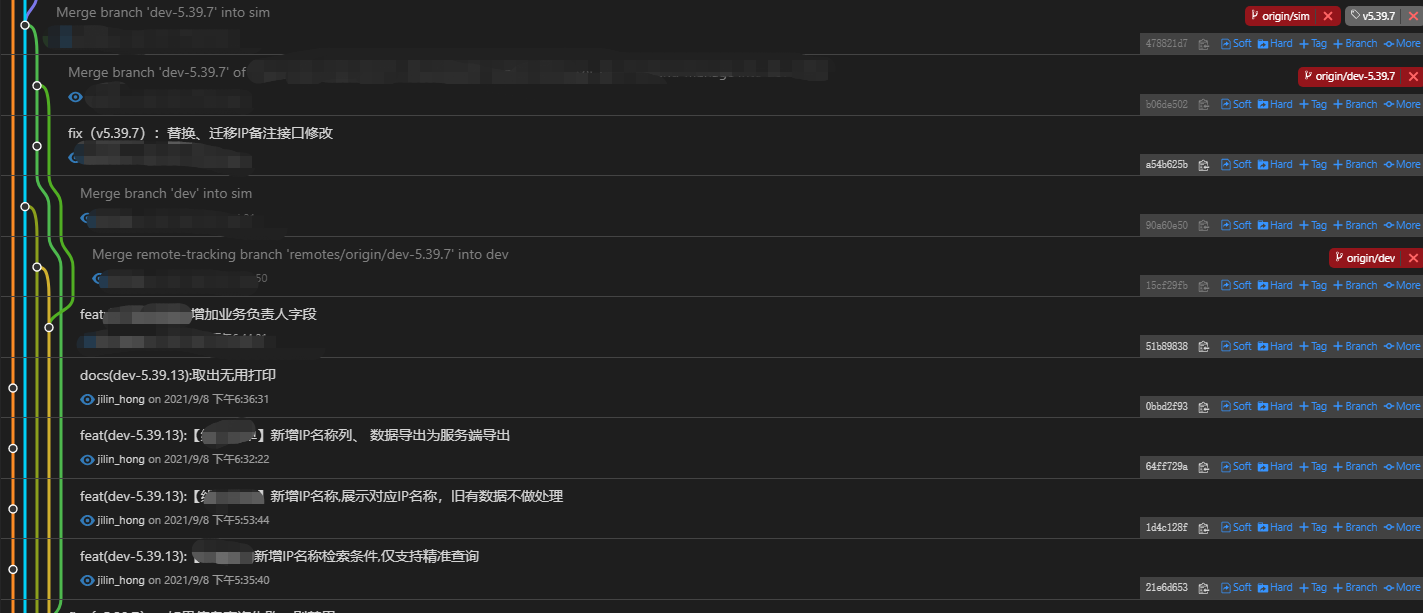 Merge branch 'dev-5.39.7' into sim
origin/sim × v5.39.7 ×
478821d7 Soft Hard + Tag + Branch More
Merge branch 'dev-5.39.7' of
origin/dev-5.39.7 ×
b06de502 Soft Hard + Tag + Branch More
fix（v5.39.7）：替换、迁移IP备注接口修改
a54b625b Soft Hard + Tag + Branch More
Merge branch 'dev' into sim
90a60e50 Soft Hard + Tag + Branch More
Merge remote-tracking branch 'remotes/origin/dev-5.39.7' into dev
origin/dev ×
50
15cf29fb Soft Hard + Tag + Branch More
feat 增加业务负责人字段
51b89838 Soft Hard + Tag + Branch More
docs(dev-5.39.13):取出无用打印
jilin_hong on 2021/9/8 下午6:36:31
0bbd2f93 Soft Hard + Tag + Branch More
feat(dev-5.39.13):【 】新增IP名称列、 数据导出为服务端导出
jilin_hong on 2021/9/8 下午6:32:22
64ff729a Soft Hard + Tag + Branch More
feat(dev-5.39.13):【 】新增IP名称,展示对应IP名称，旧有数据不做处理
jilin_hong on 2021/9/8 下午5:53:44
1d4c128f Soft Hard + Tag + Branch More
feat(dev-5.39.13): 新增IP名称检索条件,仅支持精准查询
jilin_hong on 2021/9/8 下午5:35:40
21e6d653 Soft Hard + Tag + Branch More